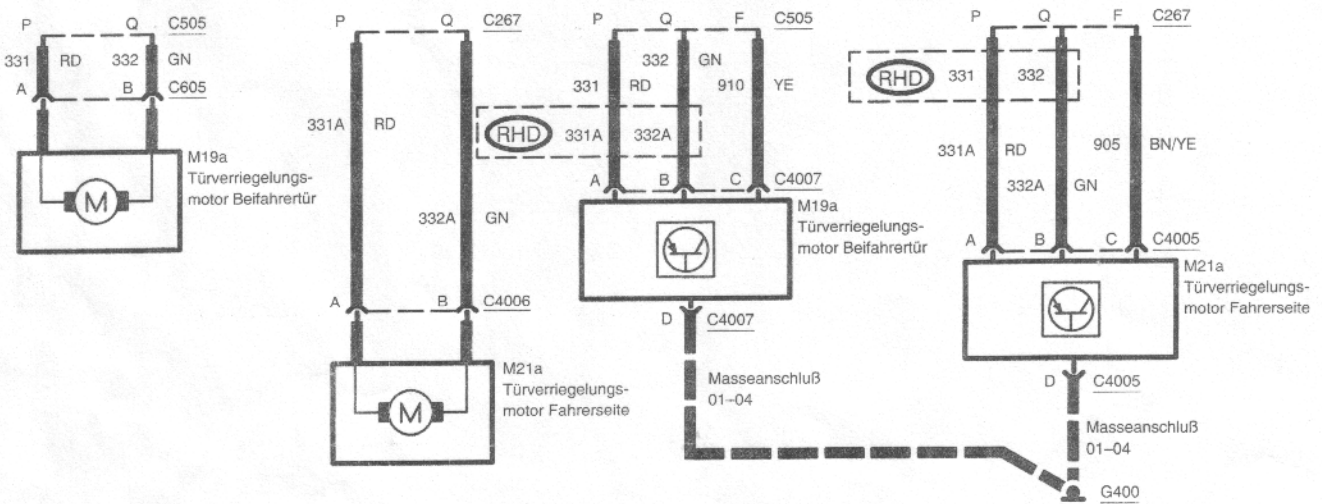 P Q C505
331 RD 332 GN
A B C605
M19a
Türverriegelungs-
motor Beifahrertür
P Q C267
331A RD
332A GN
A B C4006
M21a
Türverriegelungs-
motor Fahrerseite
P Q F C505
332 GN
331 RD 910 YE
RHD 331A 332A
A B C C4007
M19a
Türverriegelungs-
motor Beifahrertür
D C4007
Masseanschluß
01–04
P Q F C267
RHD 331 332
331A RD 905 BN/YE
332A GN
A B C C4005
M21a
Türverriegelungs-
motor Fahrerseite
D C4005
Masseanschluß
01–04
G400
M
M